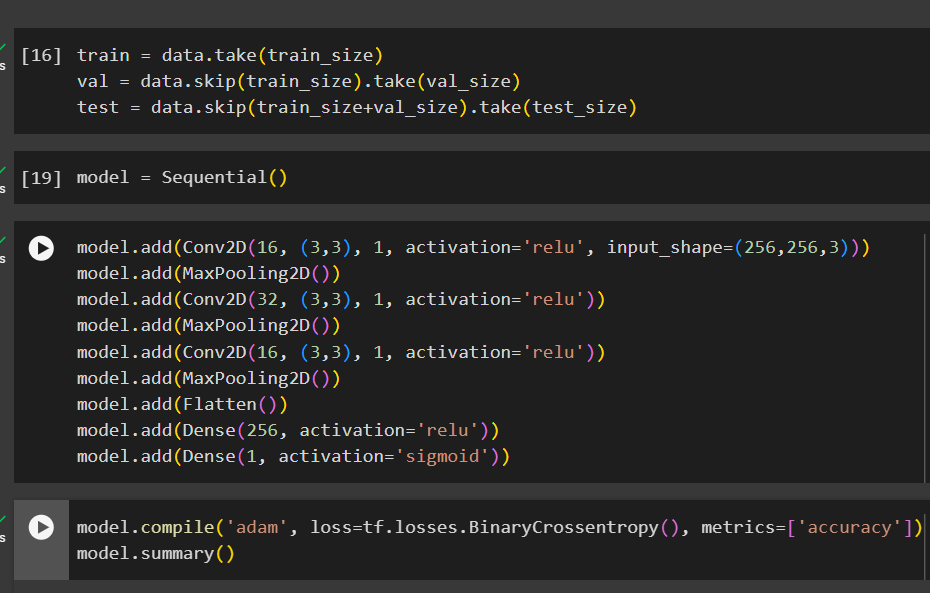 [16] train = data.take(train_size)
val = data.skip(train_size).take(val_size)
test = data.skip(train_size+val_size).take(test_size)
s
[19] model = Sequential()
s
model.add(Conv2D(16, (3,3), 1, activation='relu', input_shape=(256,256,3)))
s
model.add(MaxPooling2D())
model.add(Conv2D(32, (3,3), 1, activation='relu'))
model.add(MaxPooling2D())
model.add(Conv2D(16, (3,3), 1, activation='relu'))
model.add(MaxPooling2D())
model.add(Flatten())
model.add(Dense(256, activation='relu'))
model.add(Dense(1, activation='sigmoid'))
model.compile('adam', loss=tf.losses.BinaryCrossentropy(), metrics=['accuracy'])
s
model.summary()